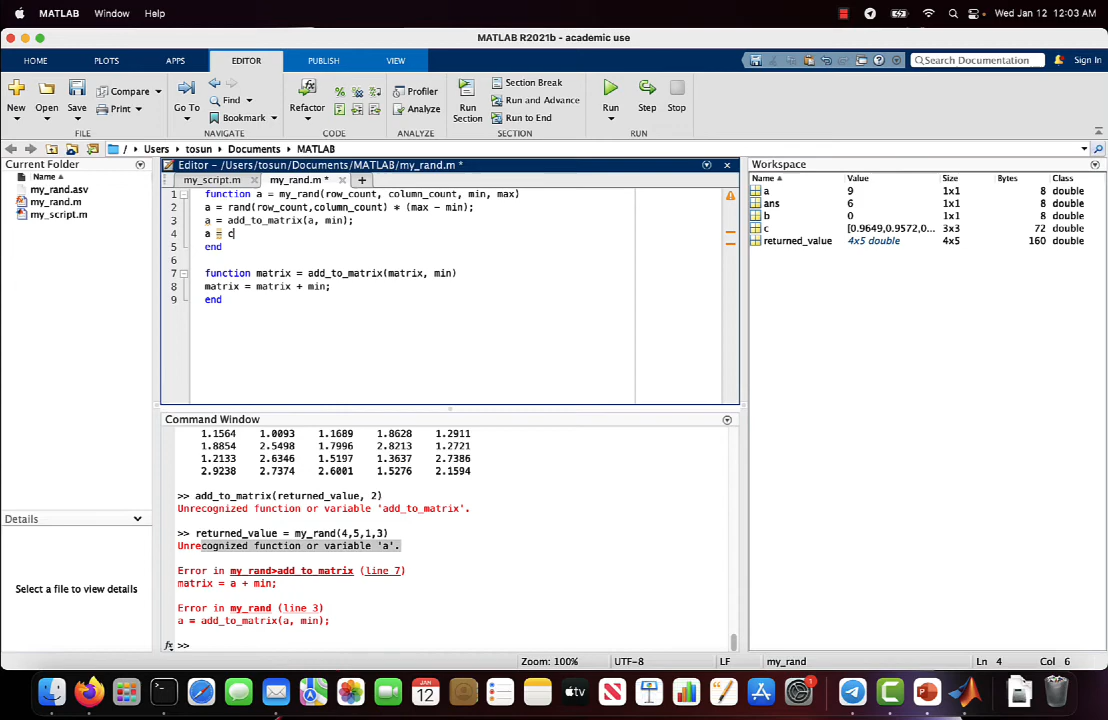 MATLAB Window Help Wed Jan 12 12:03 AM
MATLAB R2021b - academic use
HOME PLOTS APPS EDITOR PUBLISH VIEW Search Documentation Sign In
New Open Save Compare Print Go To Find Bookmark Refactor Profiler Analyze Run Section Section Break Run and Advance Run to End Run Step Stop
FILE NAVIGATE CODE ANALYZE SECTION RUN
/ Users tosun Documents MATLAB
Current Folder
Name
my_rand.asv
my_rand.m
my_script.m
Details
Select a file to view details
Editor - /Users/tosun/Documents/MATLAB/my_rand.m *
my_script.m my_rand.m *
1 function a = my_rand(row_count, column_count, min, max)
2 a = rand(row_count,column_count) * (max - min);
3 a = add_to_matrix(a, min);
4 a = c
5 end
6
7 function matrix = add_to_matrix(matrix, min)
8 matrix = matrix + min;
9 end
Command Window
1.1564 1.0093 1.1689 1.8628 1.2911
1.8854 2.5498 1.7996 2.8213 1.2721
1.2133 2.6346 1.5197 1.3637 2.7386
2.9238 2.7374 2.6001 1.5276 2.1594
>> add_to_matrix(returned_value, 2)
Unrecognized function or variable 'add_to_matrix'.
>> returned_value = my_rand(4,5,1,3)
Unrecognized function or variable 'a'.
Error in my_rand>add_to_matrix (line 7)
matrix = a + min;
Error in my_rand (line 3)
a = add_to_matrix(a, min);
fx >>
Workspace
Name Value Size Bytes Class
a 9 1x1 8 double
ans 6 1x1 8 double
b 0 1x1 8 double
c [0.9649,0.9572,0... 3x3 72 double
returned_value 4x5 double 4x5 160 double
Zoom: 100% UTF-8 LF my_rand Ln 4 Col 6
JAN
12
tv
1